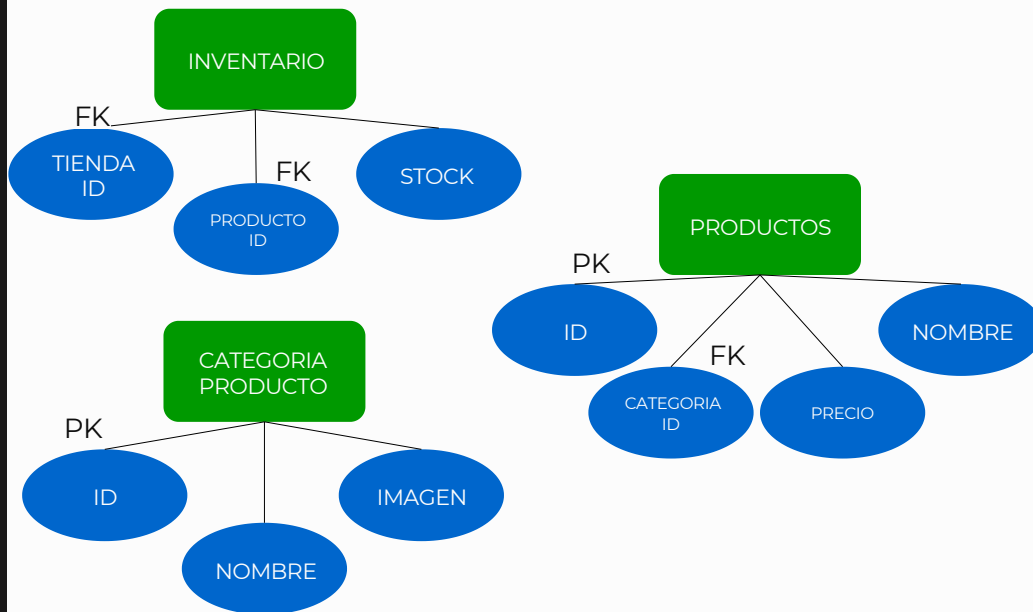 INVENTARIO
FK
TIENDA
ID
FK
PRODUCTO
ID
STOCK
PRODUCTOS
PK
ID
FK
CATEGORIA
ID
PRECIO
NOMBRE
CATEGORIA
PRODUCTO
PK
ID
NOMBRE
IMAGEN